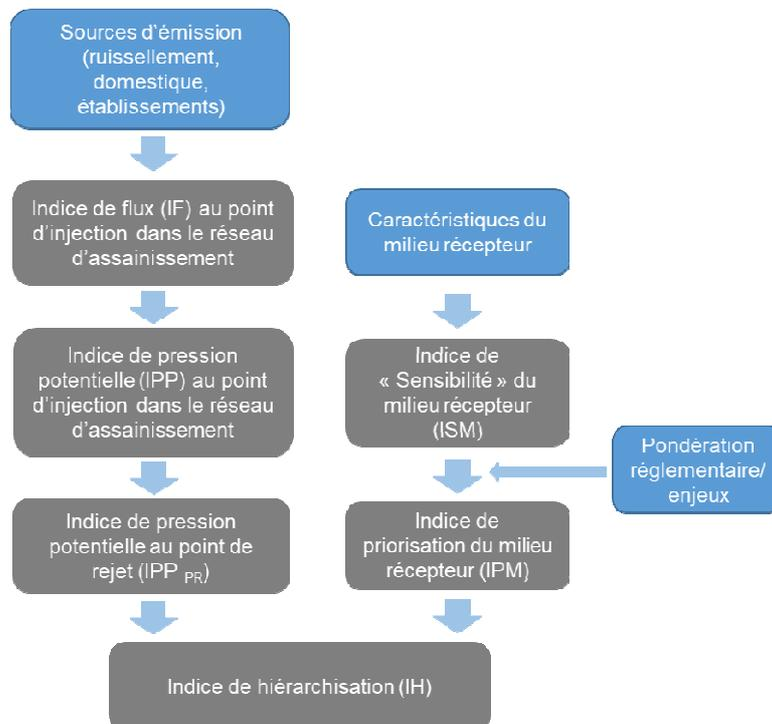 Sources d'émission
(ruissellement,
domestique,
établissements)
Indice de flux (IF) au point
d'injection dans le réseau
d'assainissement
Indice de pression
potentielle (IPP) au point
d'injection dans le réseau
d'assainissement
Indice de pression
potentielle au point de
rejet (IPP PR)
Caractéristiques du
milieu récepteur
Indice de
« Sensibilité » du
milieu récepteur
(ISM)
Pondération
réglementaire/
enjeux
Indice de
priorisation du milieu
récepteur (IPM)
Indice de hiérarchisation (IH)